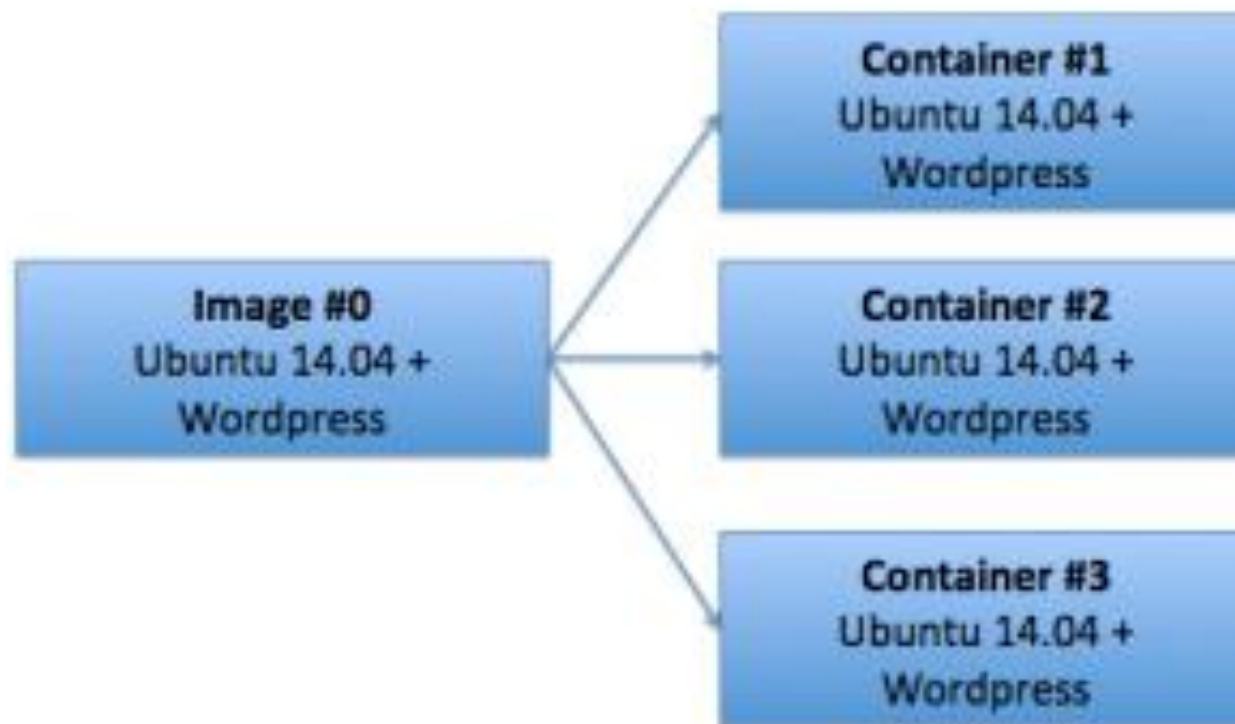 Container #1
Ubuntu 14.04 +
Wordpress
Image #0
Ubuntu 14.04 +
Wordpress
Container #2
Ubuntu 14.04 +
Wordpress
Container #3
Ubuntu 14.04 +
Wordpress